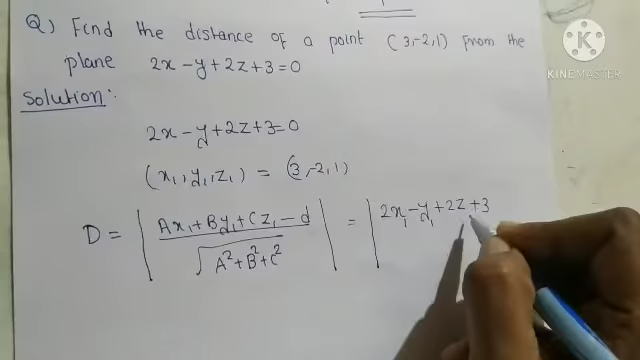 Q) Find the distance of a point (3,-2,1) from the
plane 2x-y+2z+3=0
Solution:
2x-y+2z+3=0
(x₁,y₁,z₁) = (3,-2,1)
D = | Ax₁+By₁+Cz₁-d / √A²+B²+C² | = | 2x₁-y₁+2z+3
KINEMASTER